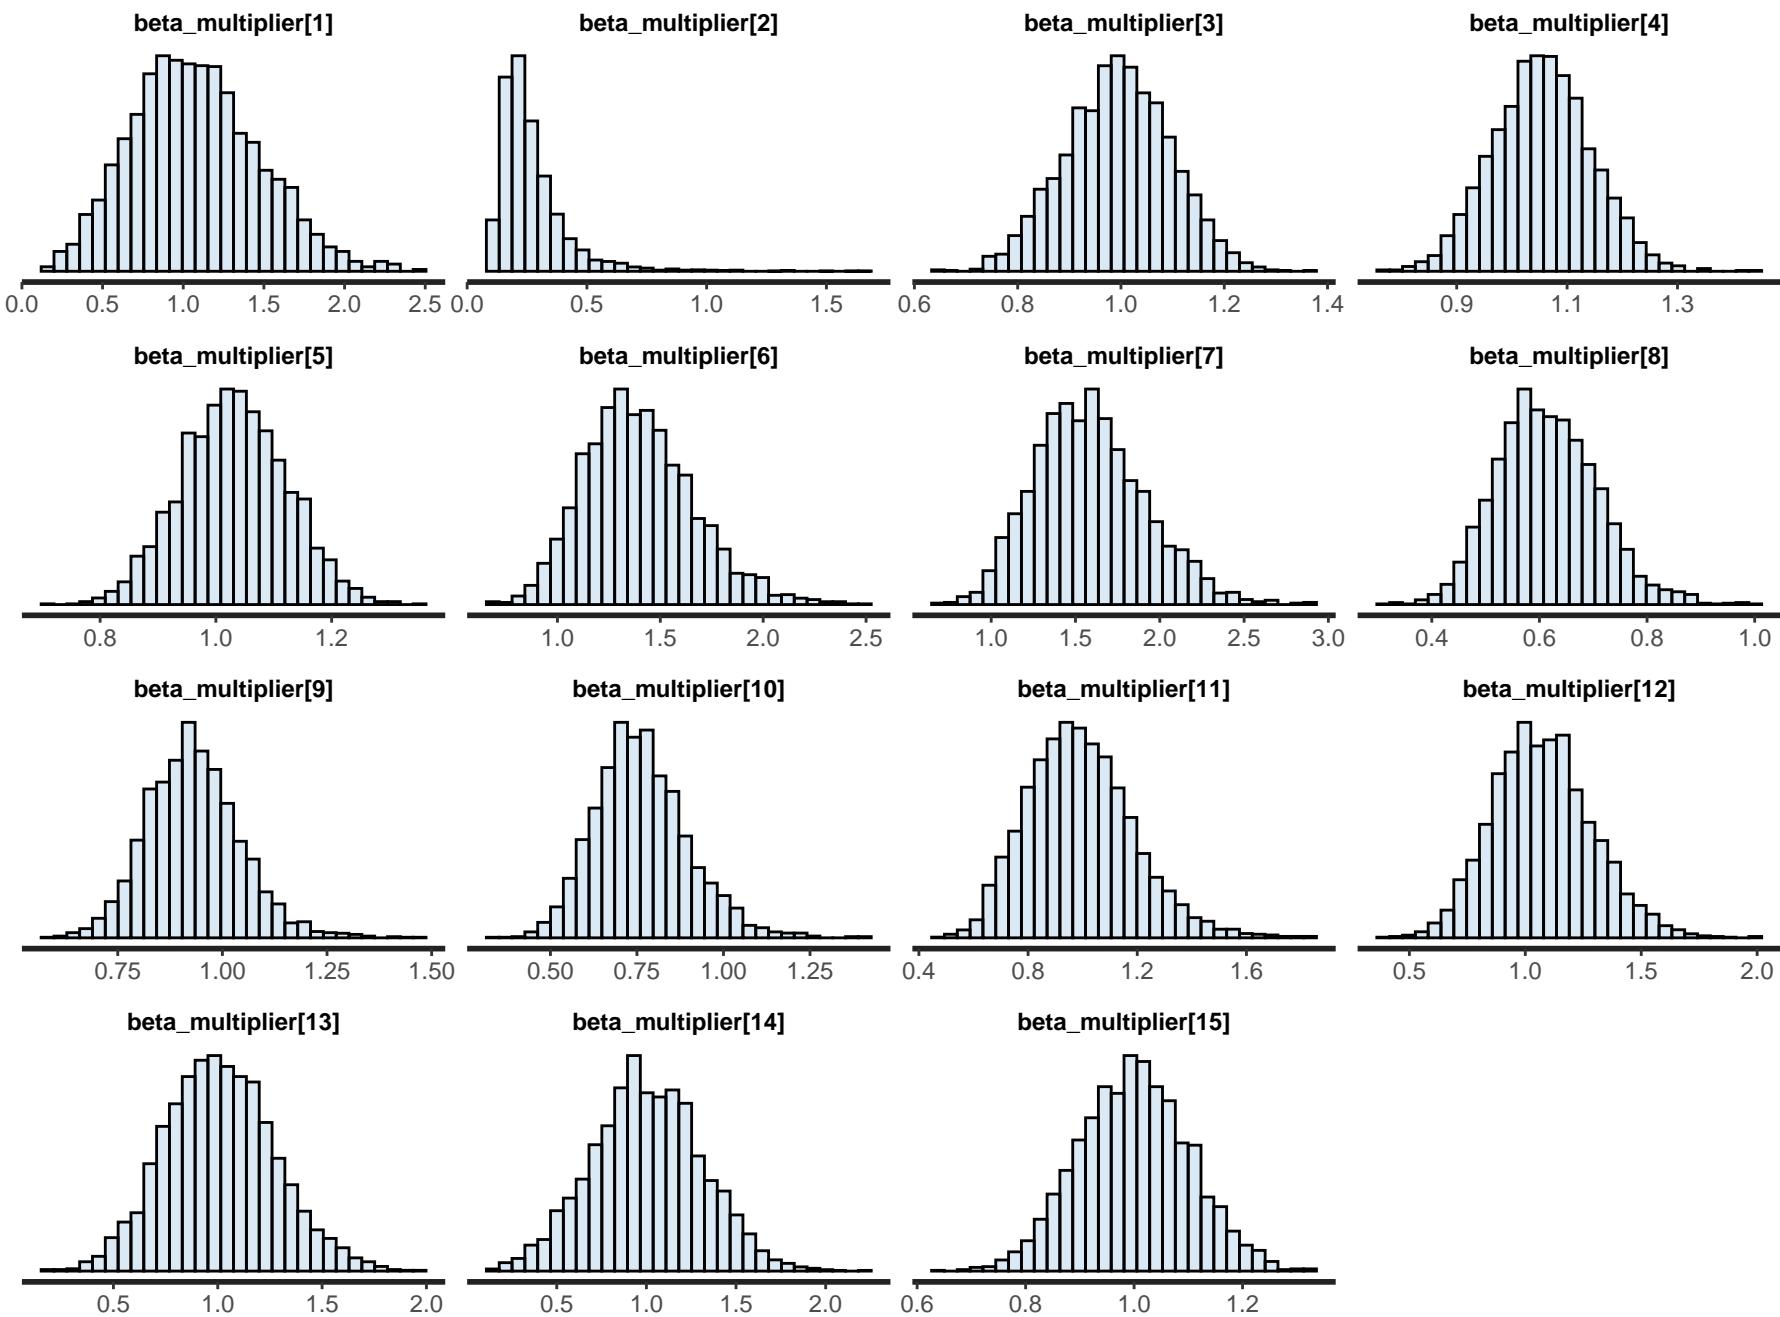 beta_multiplier[1] beta_multiplier[2] beta_multiplier[3] beta_multiplier[4]
0.0 0.5 1.0 1.5 2.0 2.5 0.0 0.5 1.0 1.5 0.6 0.8 1.0 1.2 1.4 0.9 1.1 1.3
beta_multiplier[5] beta_multiplier[6] beta_multiplier[7] beta_multiplier[8]
0.8 1.0 1.2 1.0 1.5 2.0 2.5 1.0 1.5 2.0 2.5 3.0 0.4 0.6 0.8 1.0
beta_multiplier[9] beta_multiplier[10] beta_multiplier[11] beta_multiplier[12]
0.75 1.00 1.25 1.50 0.50 0.75 1.00 1.25 0.4 0.8 1.2 1.6 0.5 1.0 1.5 2.0
beta_multiplier[13] beta_multiplier[14] beta_multiplier[15]
0.5 1.0 1.5 2.0 0.5 1.0 1.5 2.0 0.6 0.8 1.0 1.2